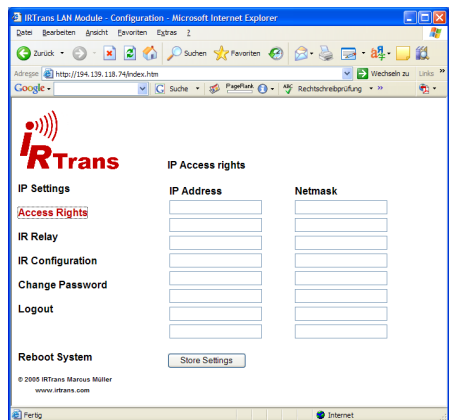 IRTrans LAN Module - Configuration - Microsoft Internet Explorer
Datei Bearbeiten Ansicht Favoriten Extras ?
Zurück Suchen Favoriten
Adresse http://194.139.118.74/index.htm Wechseln zu Links »
Google Suche PageRank ABC Rechtschreibprüfung »
IRTrans
IP Access rights
IP Settings
IP Address Netmask
Access Rights
IR Relay
IR Configuration
Change Password
Logout
Reboot System
Store Settings
© 2005 IRTrans Marcus Müller
www.irtrans.com
Fertig Internet